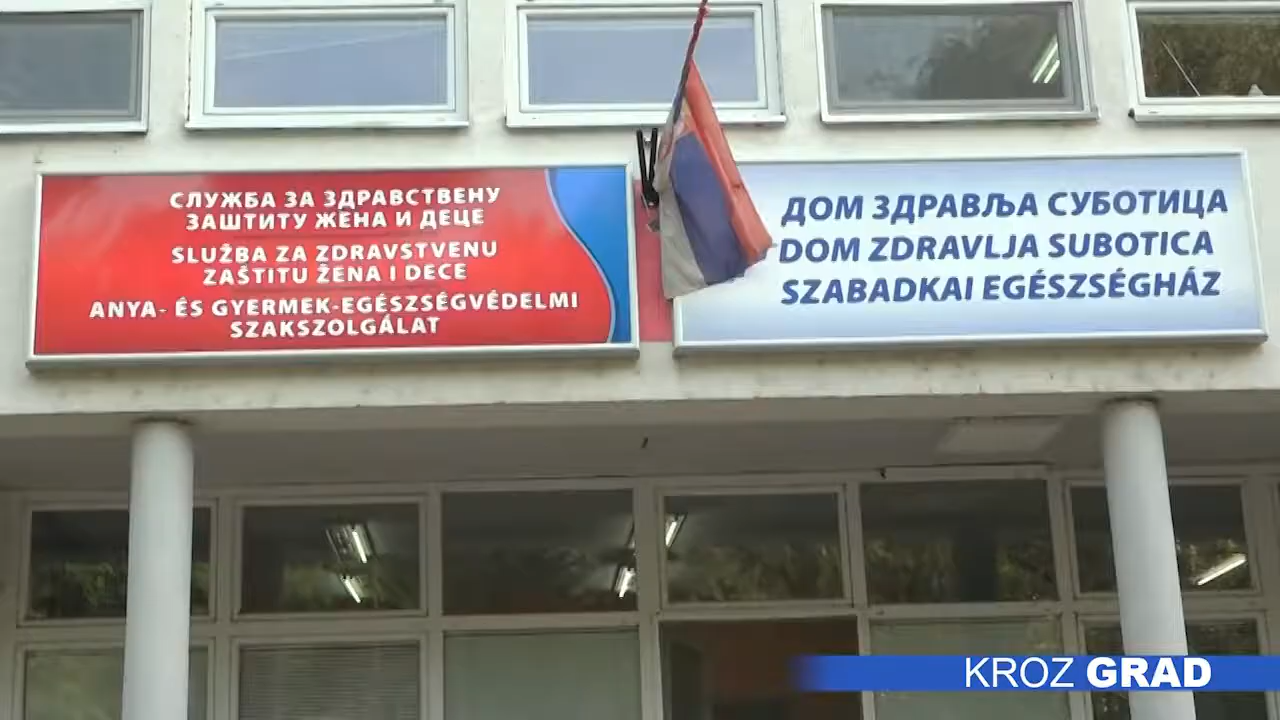 СЛУЖБА ЗА ЗДРАВСТВЕНУ
ЗАШТИТУ ЖЕНА И ДЕЦЕ
SLUŽBA ZA ZDRAVSTVENU
ZAŠTITU ŽENA I DECE
ANYA- ÉS GYERMEK-EGÉSZSÉGVÉDELMI
SZAKSZOLGÁLAT
ДОМ ЗДРАВЉА СУБОТИЦА
DOM ZDRAVLJA SUBOTICA
SZABADKAI EGÉSZSÉGHÁZ
KROZ GRAD